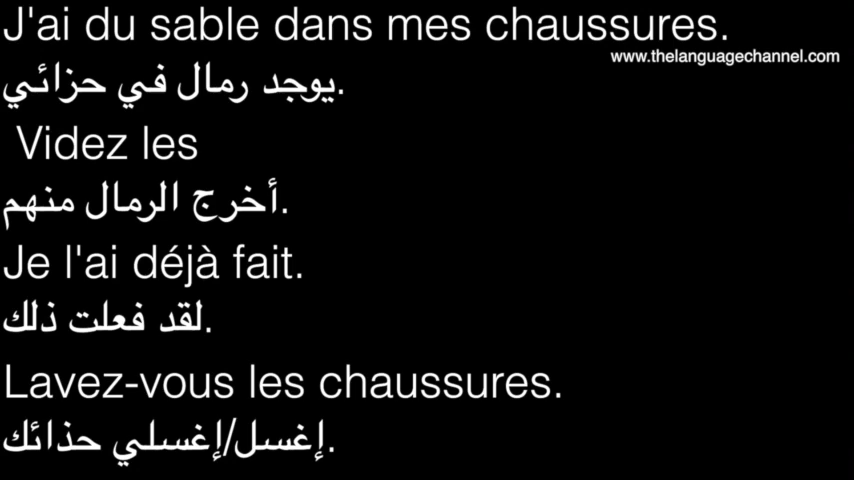 J'ai du sable dans mes chaussures.
www.thelanguagechannel.com
يوجد رمال في حزائي.
Videz les
أخرج الرمال منهم.
Je l'ai déjà fait.
لقد فعلت ذلك.
Lavez-vous les chaussures.
إغسل/إغسلي حذائك.